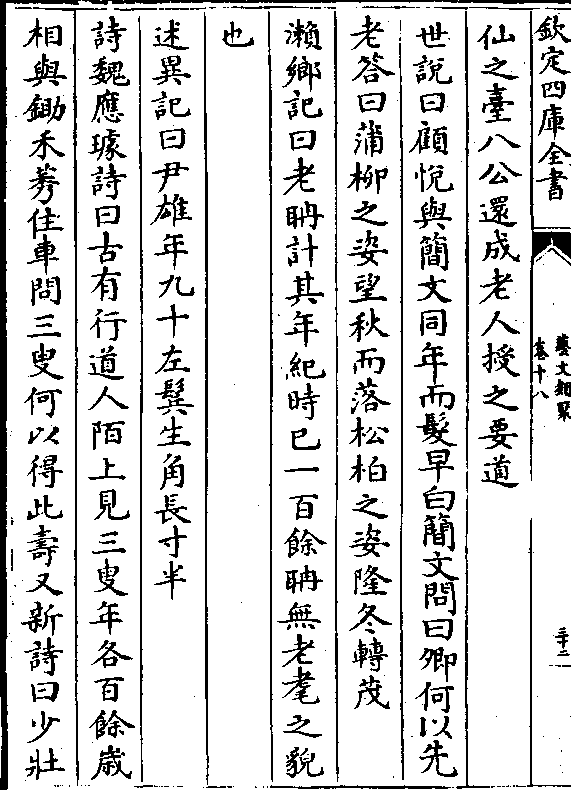 欽定四庫全書
藝文類聚
卷十八
三十二
仙之臺八公還成老人授之要道
世說曰顧悅與簡文同年而髮早白簡文問曰卿何以先
老答曰蒲柳之姿望秋而落松柏之姿隆冬轉茂
瀨鄉記曰老聃計其年紀時已一百餘聃無老耄之貌
也
述異記曰尹雄年九十左鬂生角長寸半
詩魏應璩詩曰古有行道人陌上見三叟年各百餘歲
相與鋤禾莠住車問三叟何以得此壽又新詩曰少壯